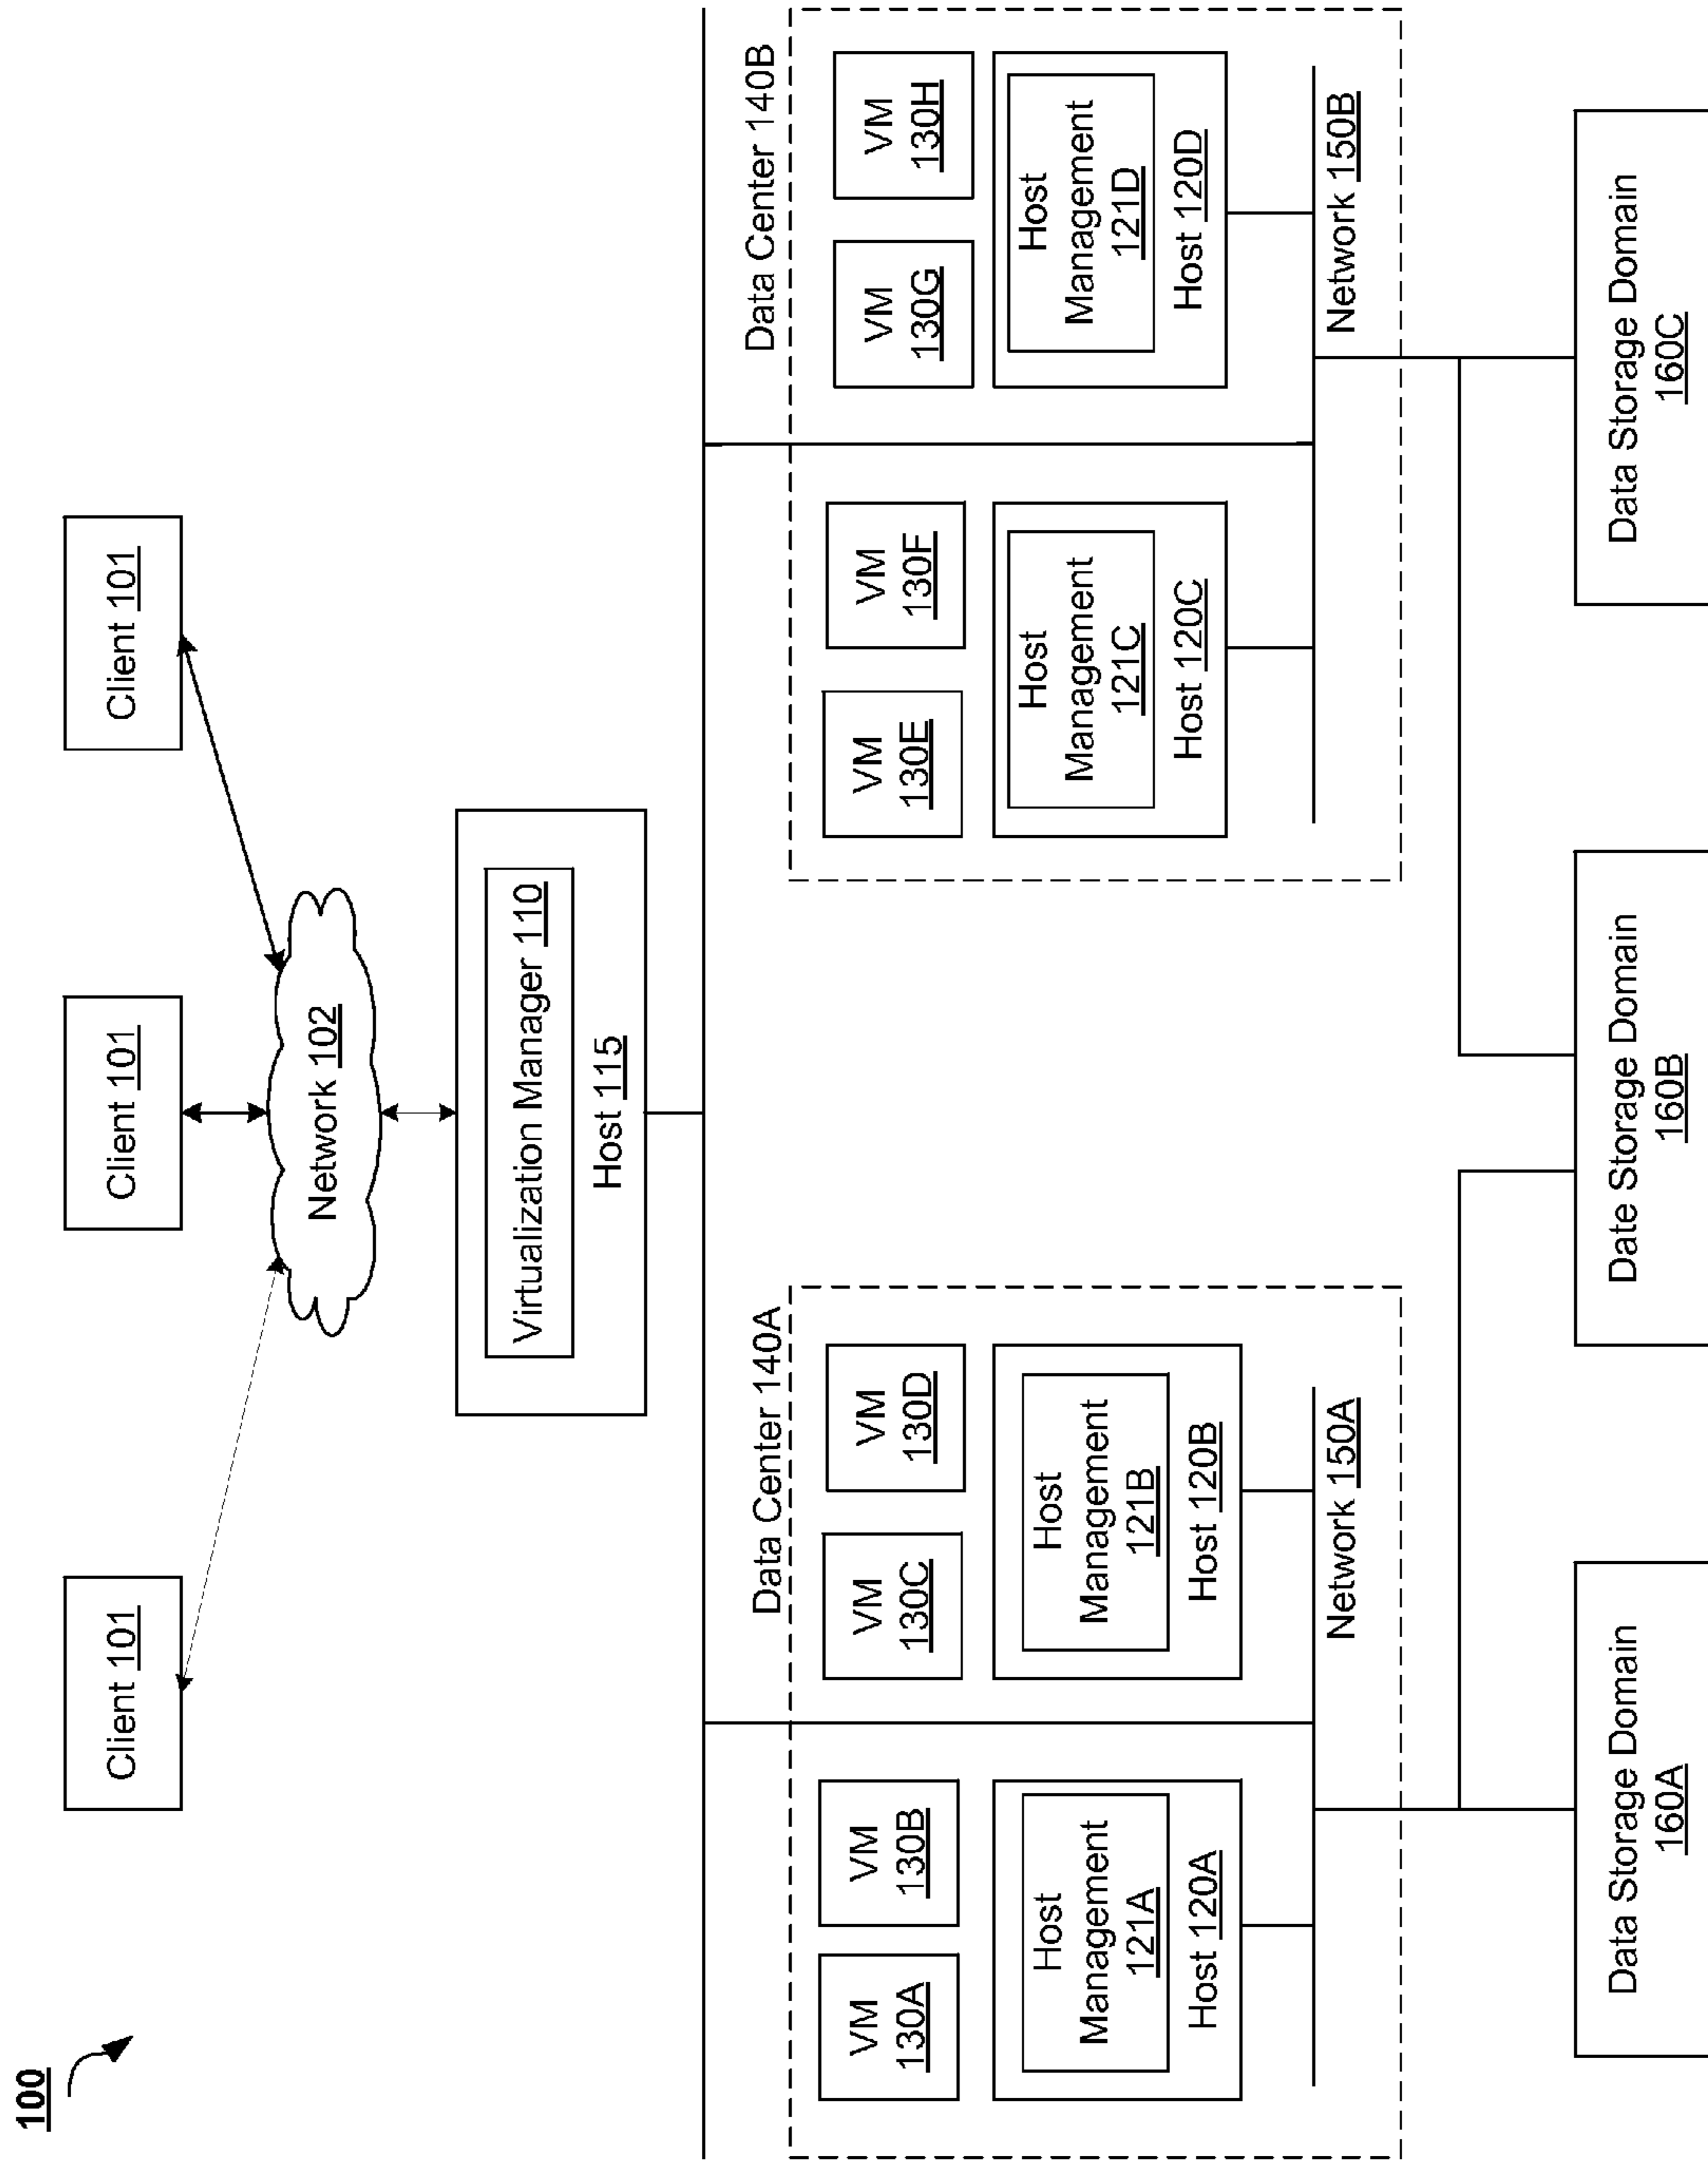 100
Client 101
Client 101
Client 101
Network 102
Virtualization Manager 110
Host 115
Data Center 140A
VM
130A
VM
130B
VM
130C
VM
130D
Host
Management
121A
Host 120A
Host
Management
121B
Host 120B
Network 150A
Data Center 140B
VM
130E
VM
130F
VM
130G
VM
130H
Host
Management
121C
Host 120C
Host
Management
121D
Host 120D
Network 150B
Data Storage Domain
160A
Date Storage Domain
160B
Data Storage Domain
160C